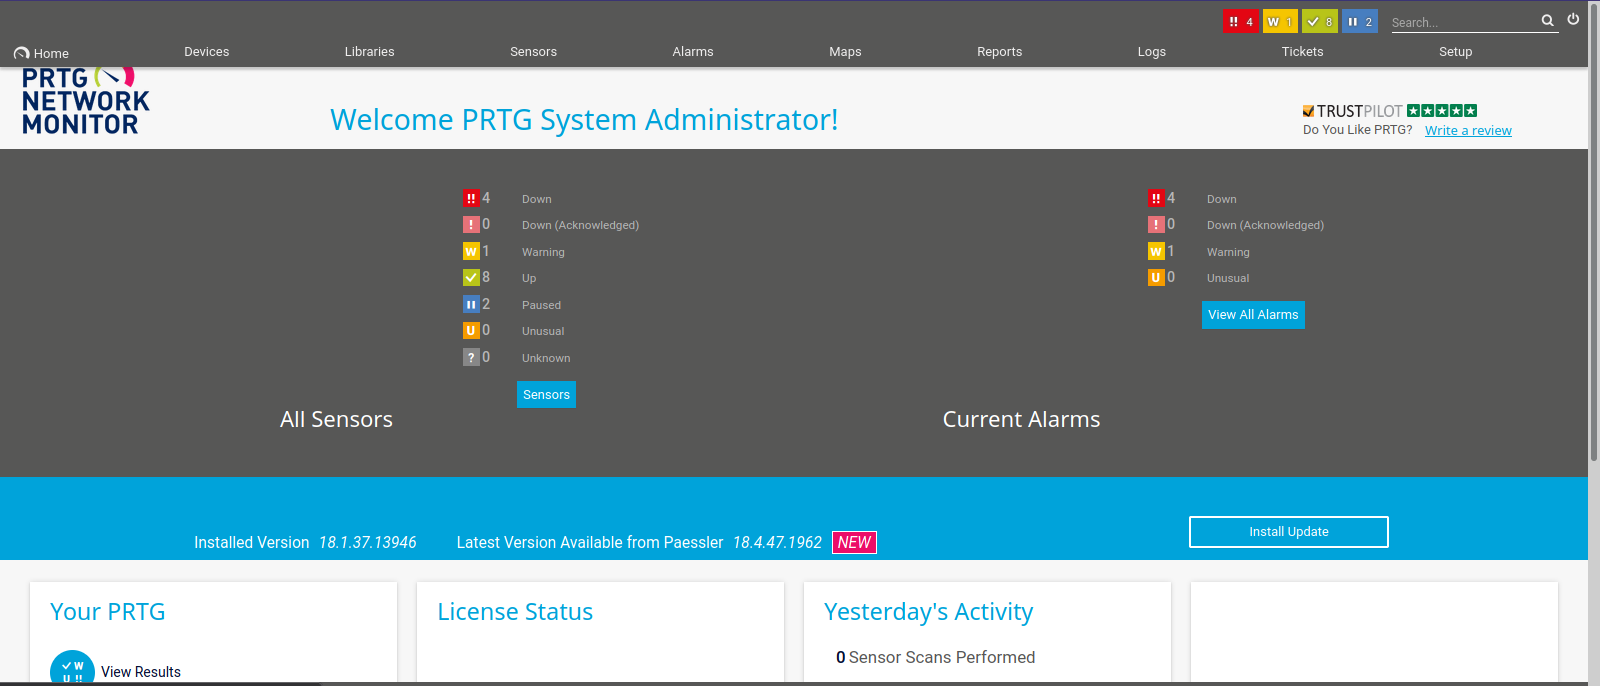 !! 4 W 1 8 2 Search...
Home Devices Libraries Sensors Alarms Maps Reports Logs Tickets Setup
PRTG
NETWORK
MONITOR
Welcome PRTG System Administrator!
TRUSTPILOT
Do You Like PRTG? Write a review
!! 4 Down
! 0 Down (Acknowledged)
W 1 Warning
8 Up
2 Paused
U 0 Unusual
? 0 Unknown
Sensors
All Sensors
!! 4 Down
! 0 Down (Acknowledged)
W 1 Warning
U 0 Unusual
View All Alarms
Current Alarms
Installed Version 18.1.37.13946 Latest Version Available from Paessler 18.4.47.1962 NEW
Install Update
Your PRTG
W
U !!
View Results
License Status
Yesterday's Activity
0 Sensor Scans Performed